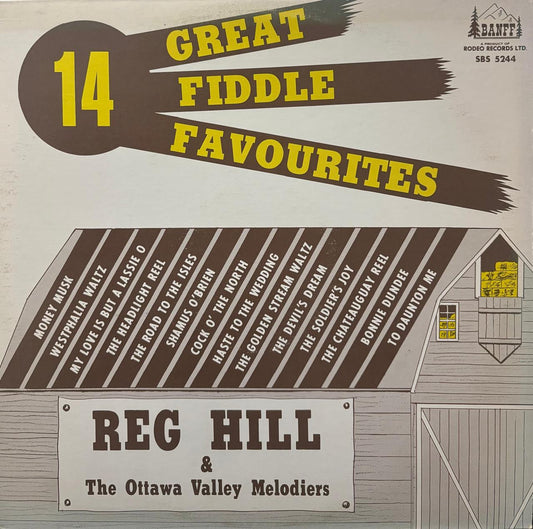 14
GREAT
FIDDLE
FAVOURITES
BANFF
A PRODUCT OF
RODEO RECORDS LTD.
SBS 5244
MONEY MUSK
WESTPHALIA WALTZ
MY LOVE IS BUT A LASSIE O
THE HEADLIGHT REEL
THE ROAD TO THE ISLES
SHAMUS O'BRIEN
COCK O' THE NORTH
HASTE TO THE WEDDING
THE GOLDEN STREAM WALTZ
THE DEVIL'S DREAM
THE SOLDIER'S JOY
THE CHATEAUGUAY REEL
BONNIE DUNDEE
TO DAUNTON ME
REG HILL
&
The Ottawa Valley Melodiers